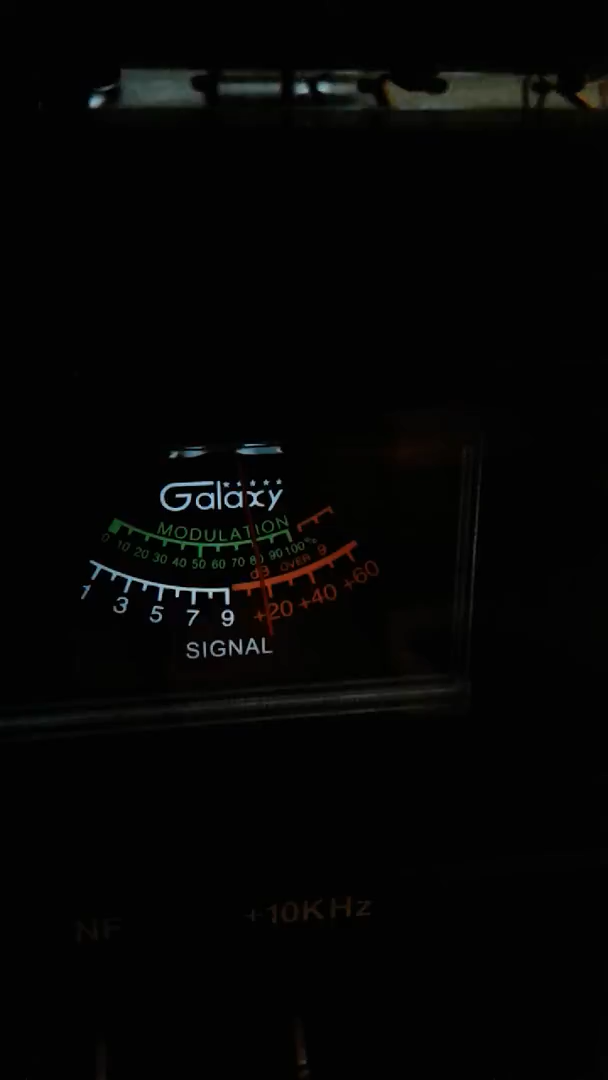 Galaxy
MODULATION
0 10 20 30 40 50 60 70 80 90 100%
dB OVER 9
1 3 5 7 9 +20 +40 +60
SIGNAL
NF +10KHz